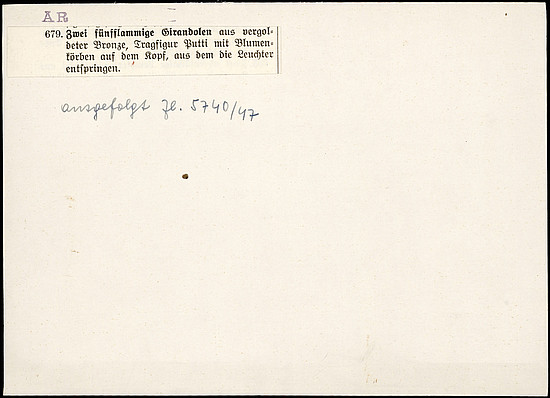 AR
679. Zwei fünfflammige Girandolen aus vergol-
deter Bronze, Tragfigur Putti mit Blumen-
körben auf dem Kopf, aus dem die Leuchter
entspringen.
ausgefolgt Zl. 5740/47